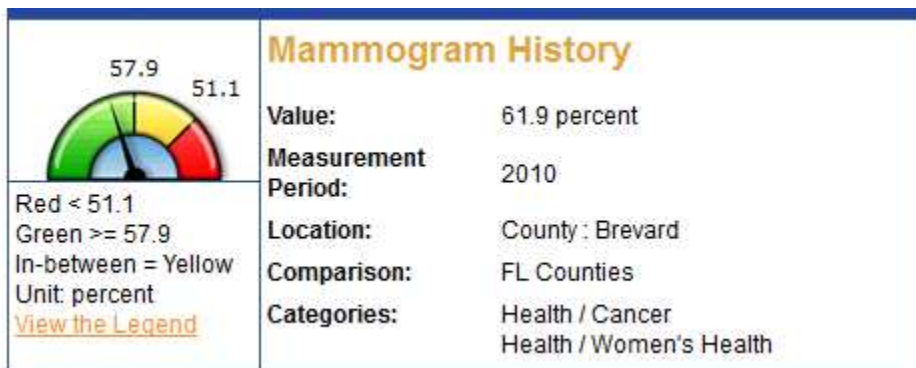 57.9
51.1
Red < 51.1
Green >= 57.9
In-between = Yellow
Unit: percent
View the Legend
Mammogram History
Value: 61.9 percent
Measurement Period: 2010
Location: County : Brevard
Comparison: FL Counties
Categories: Health / Cancer
Health / Women's Health